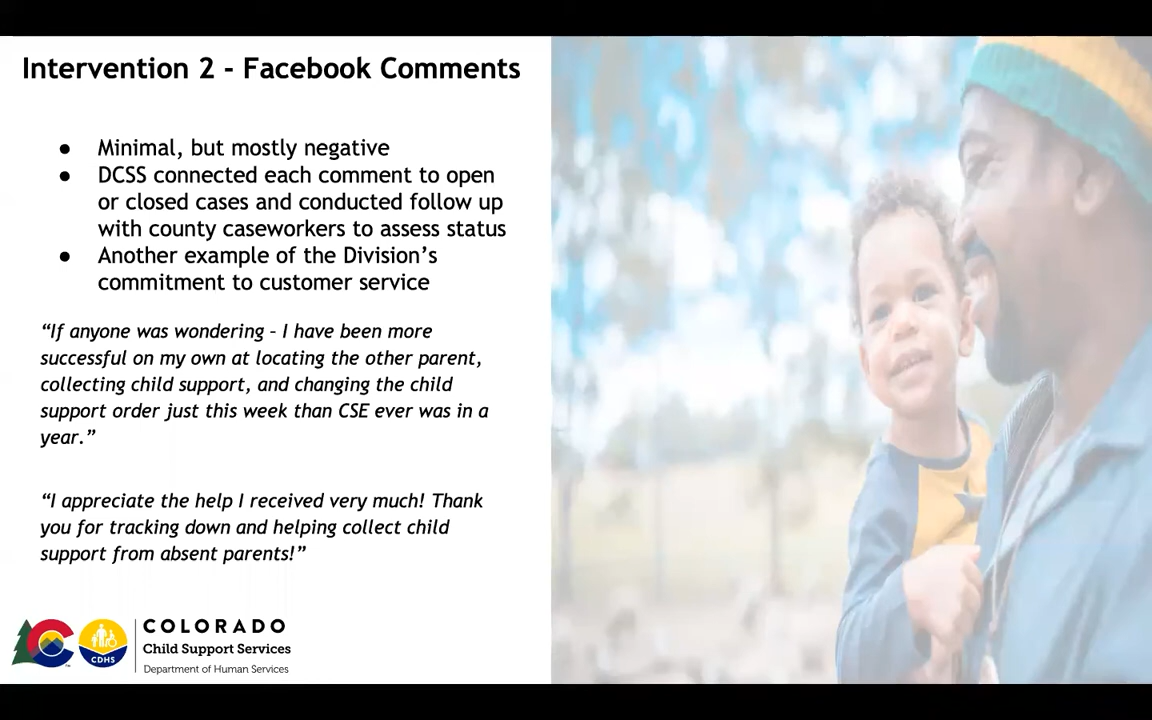 Intervention 2 - Facebook Comments
● Minimal, but mostly negative
● DCSS connected each comment to open
or closed cases and conducted follow up
with county caseworkers to assess status
● Another example of the Division’s
commitment to customer service
“If anyone was wondering – I have been more
successful on my own at locating the other parent,
collecting child support, and changing the child
support order just this week than CSE ever was in a
year.”
“I appreciate the help I received very much! Thank
you for tracking down and helping collect child
support from absent parents!”
CDHS
COLORADO
Child Support Services
Department of Human Services